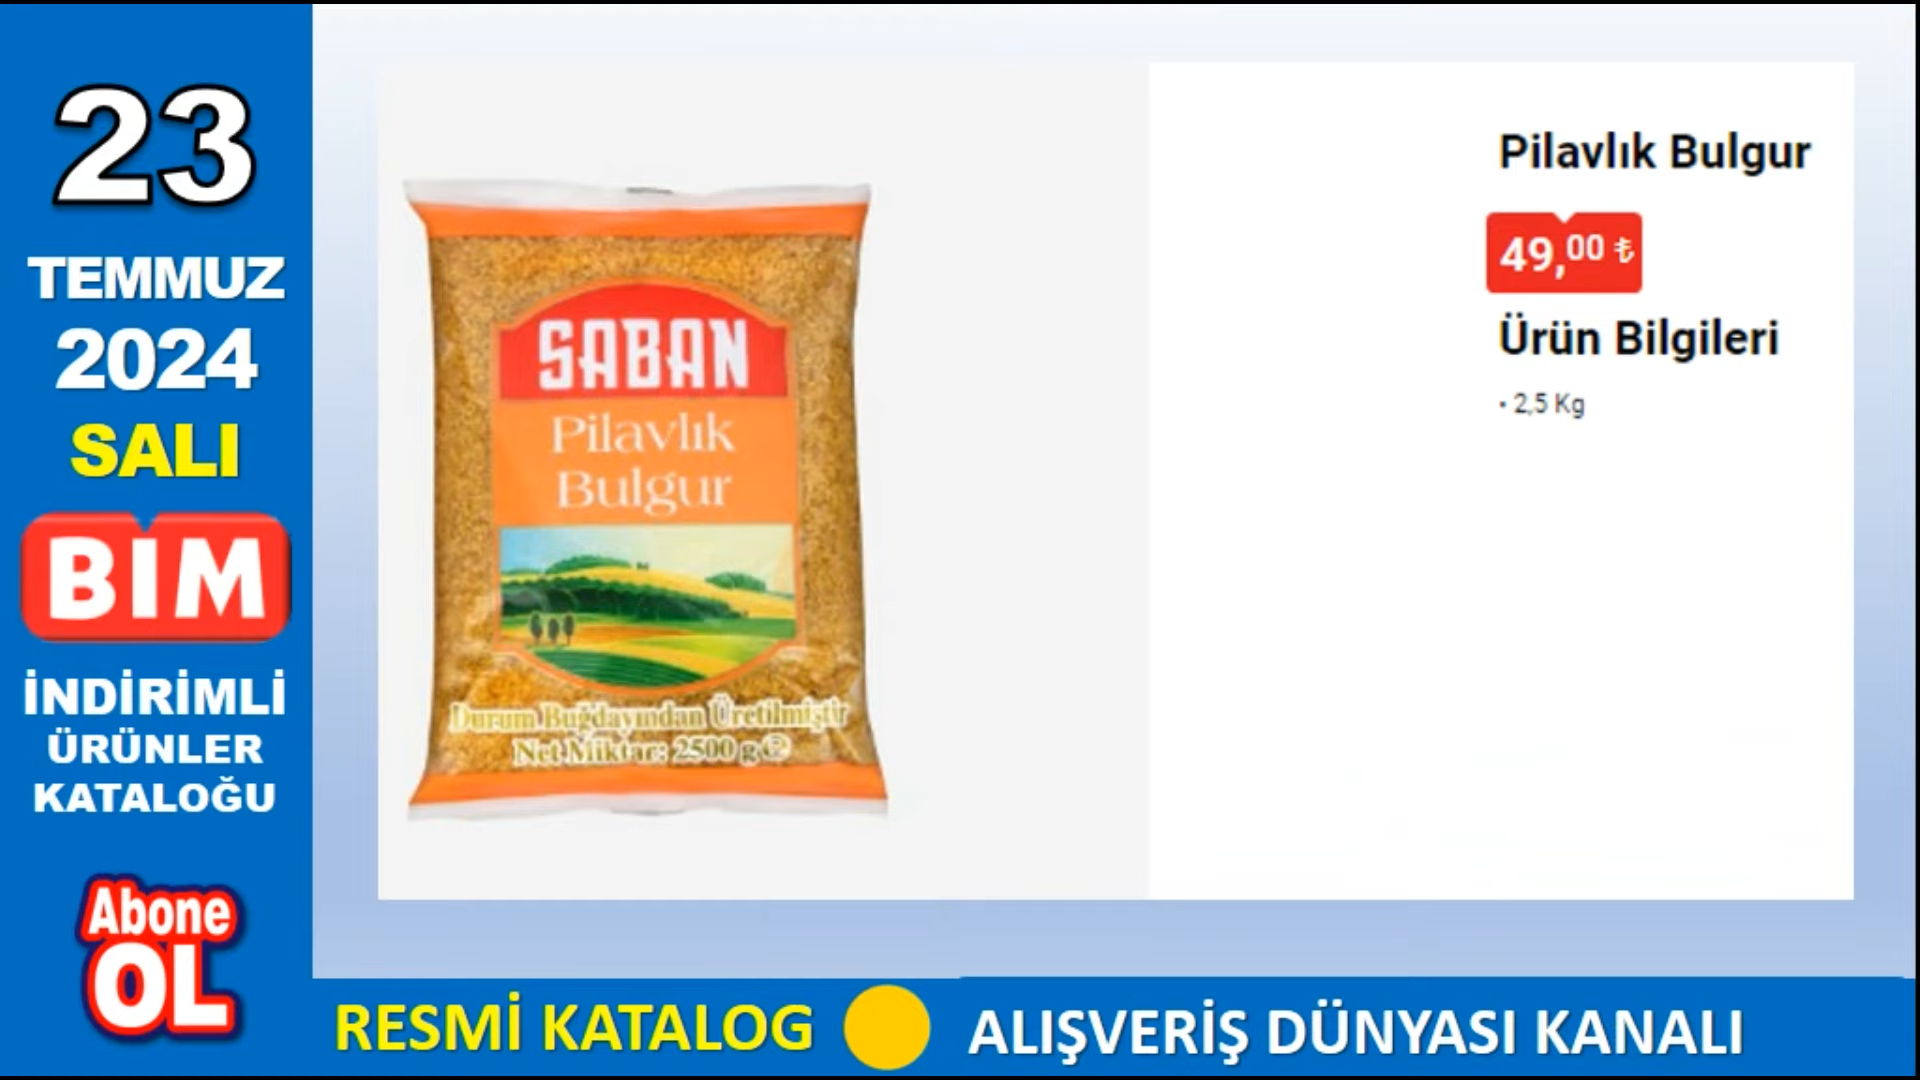 23
TEMMUZ
2024
SALI
BİM
İNDİRİMLİ
ÜRÜNLER
KATALOĞU
Abone
OL
SABAN
Pilavlık
Bulgur
Durum Buğdayından Üretilmiştir
Net Miktar: 2500 g ℮
Pilavlık Bulgur
49,00 ₺
Ürün Bilgileri
• 2,5 Kg
RESMİ KATALOG
ALIŞVERİŞ DÜNYASI KANALI